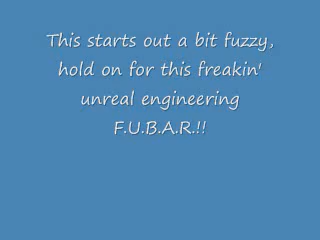 This starts out a bit fuzzy,
hold on for this freakin'
unreal engineering
F.U.B.A.R.!!